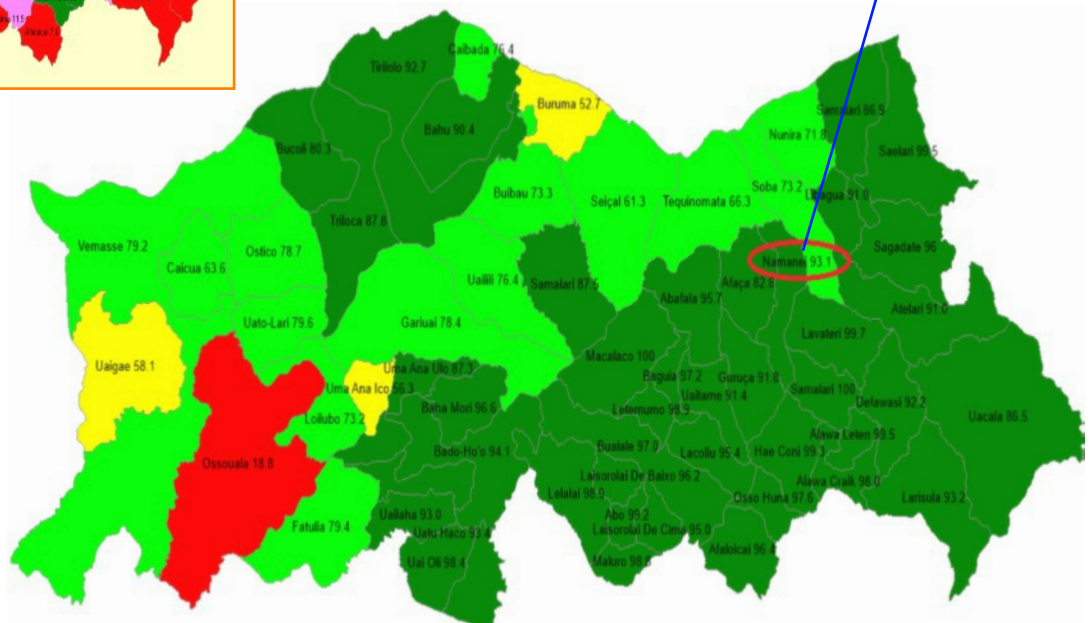 Caibada 76.4
Tirilolo 92.7
Buruma 52.7
Samalari 86.9
Bahu 90.4
Nunira 71.8
Bucoli 80.3
Saelari 99.5
Buibau 73.3
Soba 73.2
Seiçal 61.3
Tequinomata 66.3
Triloca 87.8
Vemasse 79.2
Ostico 78.7
Sagadate 96
Caicua 63.6
Namanei 93.1
Uailili 76.4
Samalari 87.5
Afaça 82.6
Abafala 95.7
Atelari 91.0
Uato-Lari 79.6
Gariuai 78.4
Lavateri 99.7
Macalaco 100
Uaigae 58.1
Uma Ana Ulo 87.3
Uma Ana Ico 56.3
Baguia 97.2
Guruça 91.8
Samalari 100
Uaitame 91.4
Defawasi 92.2
Baha Mori 96.6
Letemumo 98.9
Loilubo 73.2
Uacala 86.5
Alawa Leten 99.5
Bualale 97.0
Bado-Ho'o 94.1
Lacoliu 95.4
Hae Coni 99.3
Ossouala 18.8
Laisorolai De Baixo 96.2
Alawa Craik 98.0
Lelalai 98.9
Osso Huna 97.6
Larisula 93.2
Abo 99.2
Uailaha 93.0
Fatulia 79.4
Laisorolai De Cima 95.0
Uatu Haco 93.4
Afaloicai 96.4
Uai Oli 98.4
Maluro